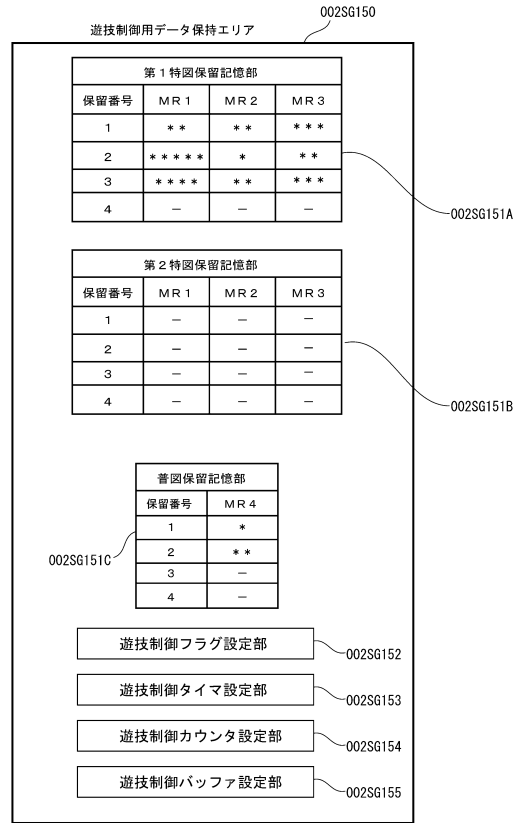 遊技制御用データ保持エリア
002SG150
第１特図保留記憶部
保留番号 ＭＲ１ ＭＲ２ ＭＲ３
１ ＊＊ ＊＊ ＊＊＊
２ ＊＊＊＊＊ ＊ ＊＊
３ ＊＊＊＊ ＊＊ ＊＊＊
４ － － －
002SG151A
第２特図保留記憶部
保留番号 ＭＲ１ ＭＲ２ ＭＲ３
１ － － －
２ － － －
３ － － －
４ － － －
002SG151B
普図保留記憶部
保留番号 ＭＲ４
１ ＊
２ ＊＊
３ －
４ －
002SG151C
遊技制御フラグ設定部
002SG152
遊技制御タイマ設定部
002SG153
遊技制御カウンタ設定部
002SG154
遊技制御バッファ設定部
002SG155